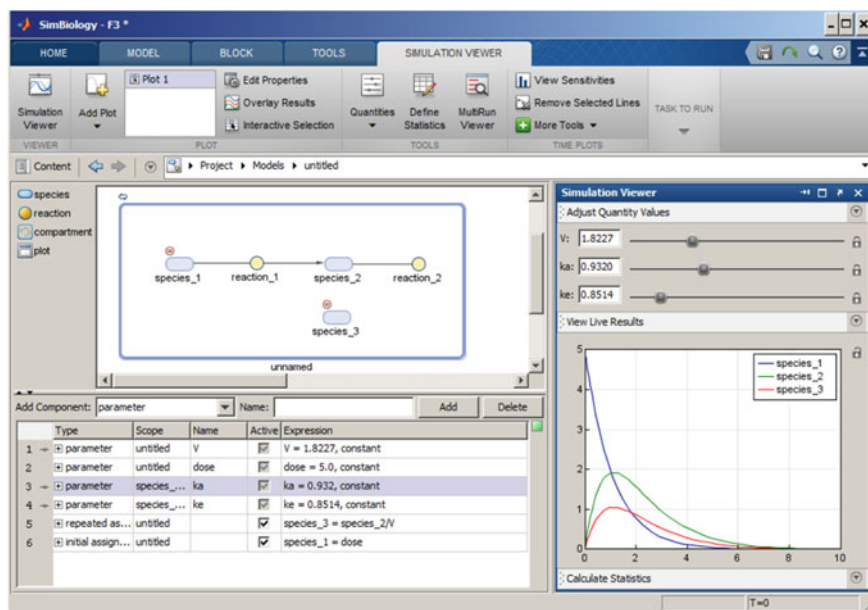 SimBiology - F3 *
HOME MODEL BLOCK TOOLS SIMULATION VIEWER
Simulation Viewer
Add Plot
Plot 1
Edit Properties
Overlay Results
Interactive Selection
Quantities
Define Statistics
MultiRun Viewer
View Sensitivities
Remove Selected Lines
More Tools
TASK TO RUN
VIEWER PLOT TOOLS TIME PLOTS
Content Project Models untitled
species
reaction
compartment
plot
species_1 reaction_1 species_2 reaction_2
species_3
unnamed
Add Component: parameter Name: Add Delete
Type Scope Name Active Expression
1 parameter untitled V V = 1.8227, constant
2 parameter untitled dose dose = 5.0, constant
3 parameter species_... ka ka = 0.932, constant
4 parameter species_... ke ke = 0.8514, constant
5 repeated as... untitled species_3 = species_2/V
6 initial assign... untitled species_1 = dose
Simulation Viewer
Adjust Quantity Values
V: 1.8227
ka: 0.9320
ke: 0.8514
View Live Results
species_1
species_2
species_3
5
4
3
2
1
0
0 2 4 6 8 10
Calculate Statistics
T=0